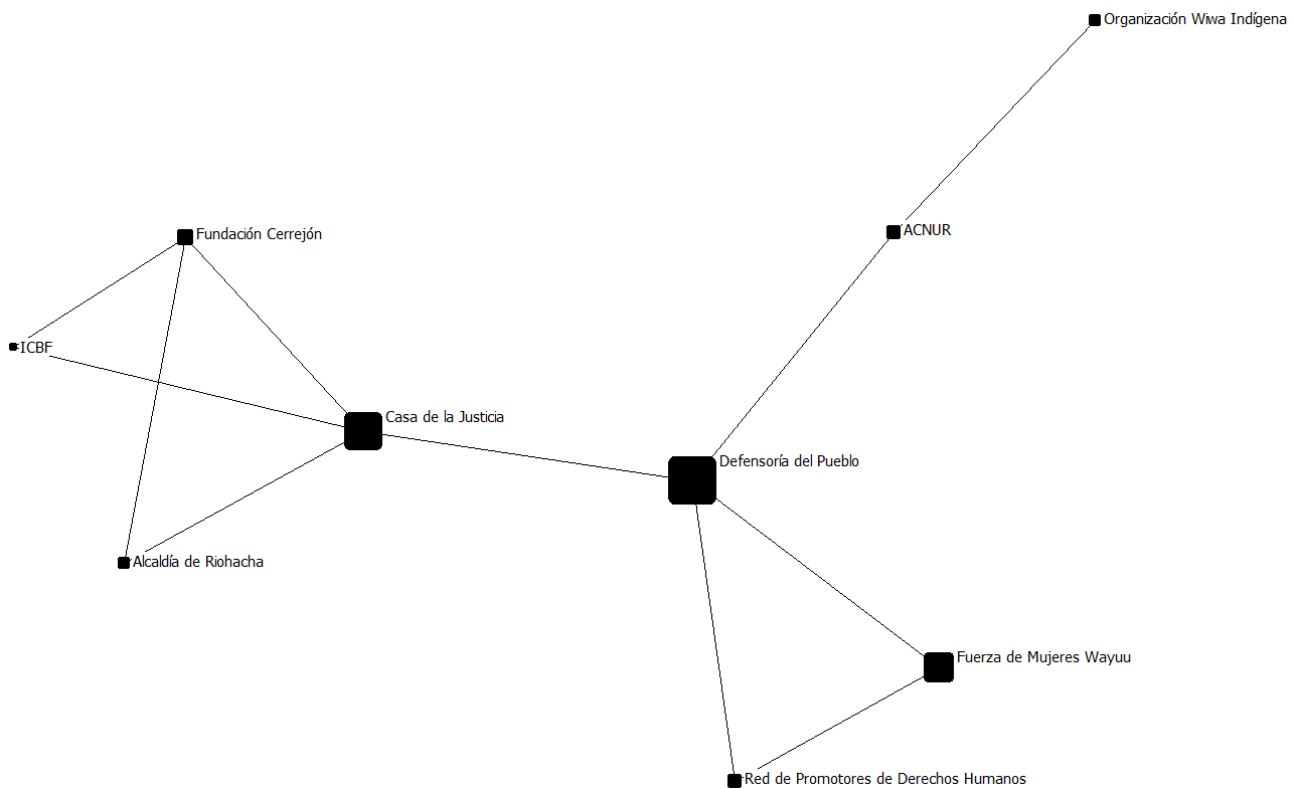 Organización Wiwa Indígena
ACNUR
Fundación Cerrejón
ICBF
Casa de la Justicia
Defensoría del Pueblo
Alcaldía de Riohacha
Fuerza de Mujeres Wayuu
Red de Promotores de Derechos Humanos